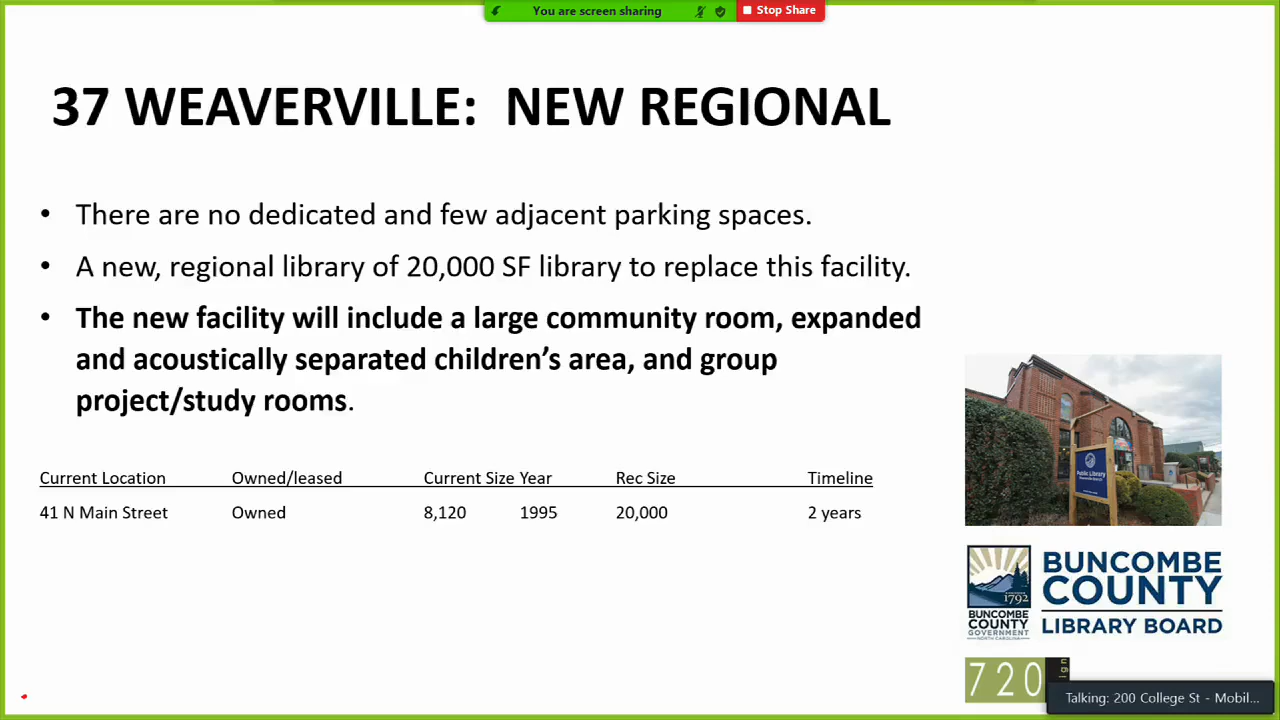 You are screen sharing
Stop Share
37 WEAVERVILLE: NEW REGIONAL
• There are no dedicated and few adjacent parking spaces.
• A new, regional library of 20,000 SF library to replace this facility.
• The new facility will include a large community room, expanded
and acoustically separated children's area, and group
project/study rooms.
Current Location Owned/leased Current Size Year Rec Size Timeline
41 N Main Street Owned 8,120 1995 20,000 2 years
Public Library
1792
BUNCOMBE
COUNTY
GOVERNMENT
NORTH CAROLINA
BUNCOMBE
COUNTY
LIBRARY BOARD
720
ign
Talking: 200 College St - Mobil...